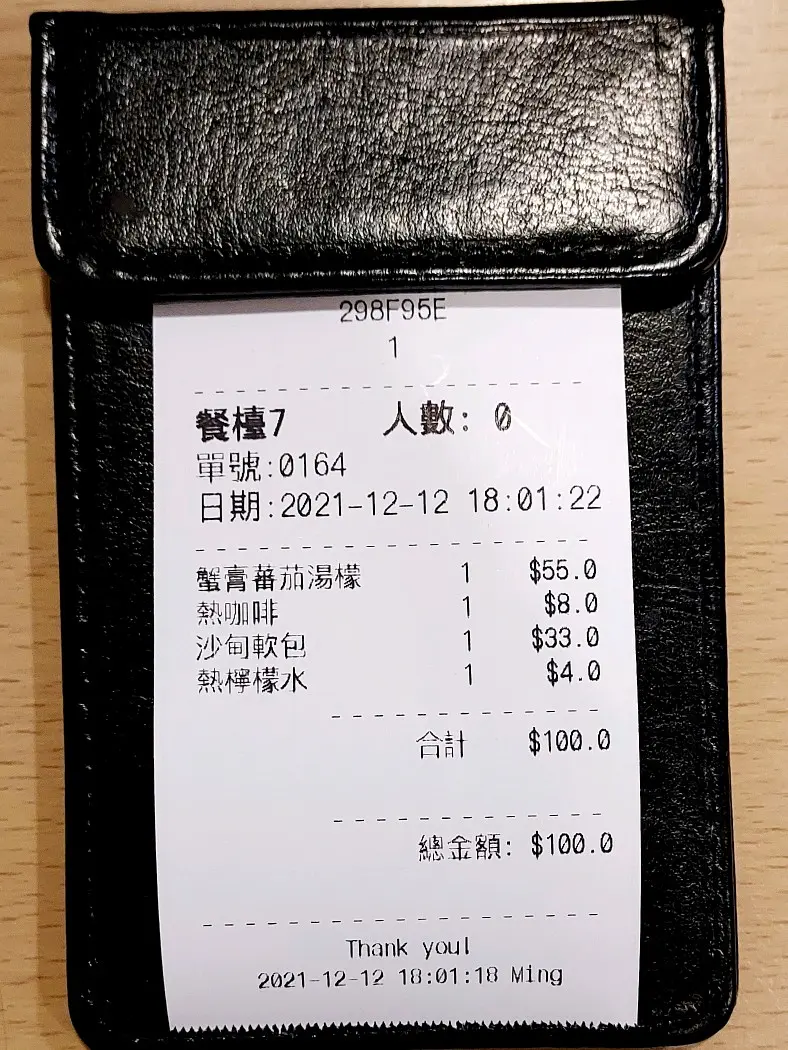 298F95E
1
餐檯7 人數: 0
單號:0164
日期:2021-12-12 18:01:22
蟹膏蕃茄湯檬 1 $55.0
熱咖啡 1 $8.0
沙甸軟包 1 $33.0
熱檸檬水 1 $4.0
合計 $100.0
總金額: $100.0
Thank you!
2021-12-12 18:01:18 Ming